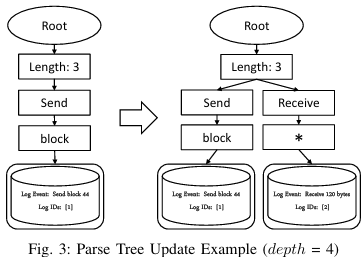 Root
Root
Length: 3
Length: 3
Send
Send
Receive
block
block
*
Log Event: Send block 44
Log IDs: [1]
Log Event: Send block 44
Log IDs: [1]
Log Event: Receive 120 bytes
Log IDs: [2]
Fig. 3: Parse Tree Update Example (depth = 4)